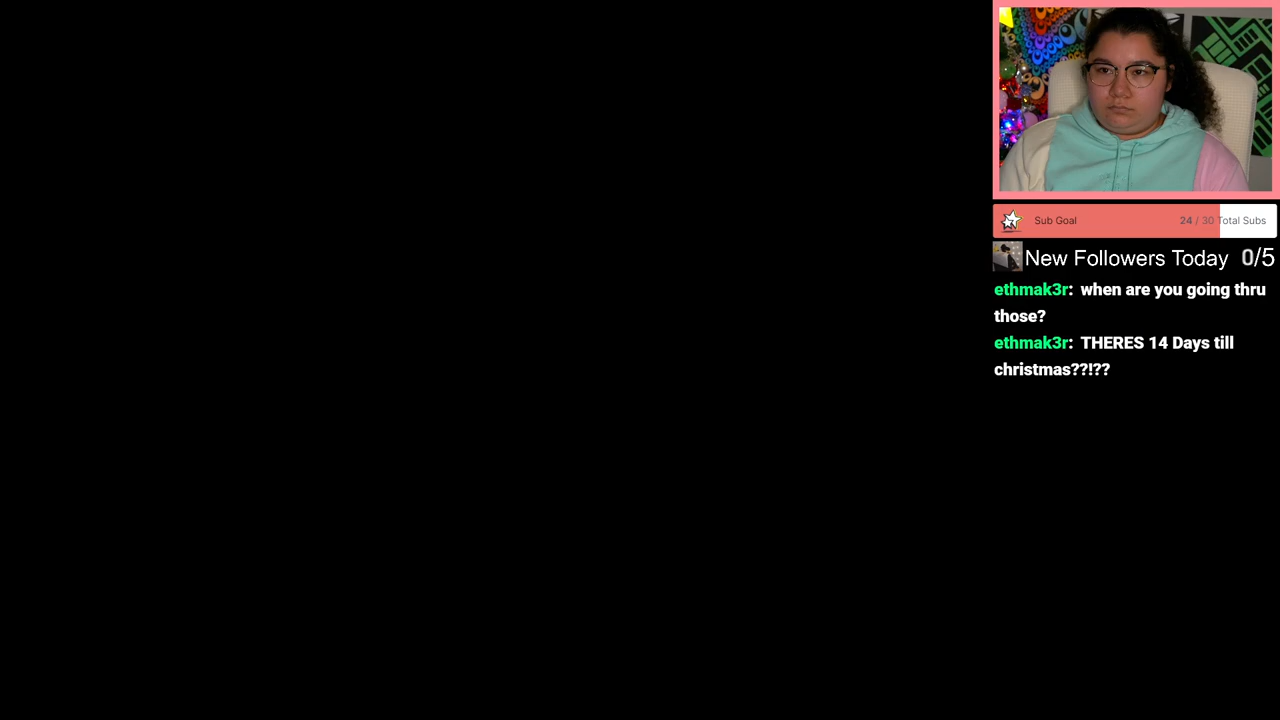 Sub Goal 24 / 30 Total Subs
New Followers Today 0/5
ethmak3r: when are you going thru
those?
ethmak3r: THERES 14 Days till
christmas??!??